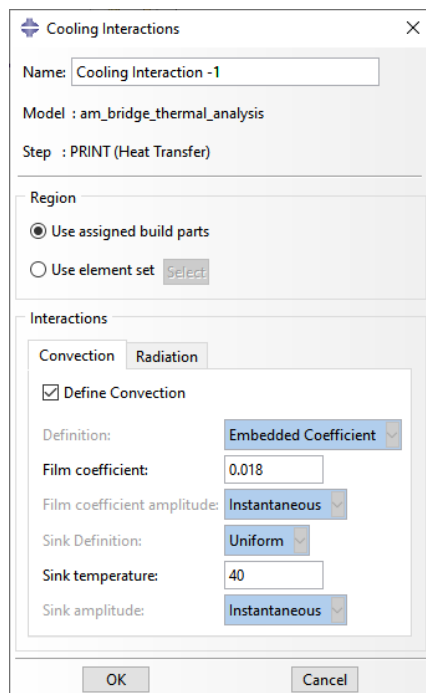 Cooling Interactions
Name: Cooling Interaction -1
Model : am_bridge_thermal_analysis
Step : PRINT (Heat Transfer)
Region
Use assigned build parts
Use element set Select
Interactions
Convection Radiation
Define Convection
Definition: Embedded Coefficient
Film coefficient: 0.018
Film coefficient amplitude: Instantaneous
Sink Definition: Uniform
Sink temperature: 40
Sink amplitude: Instantaneous
OK Cancel